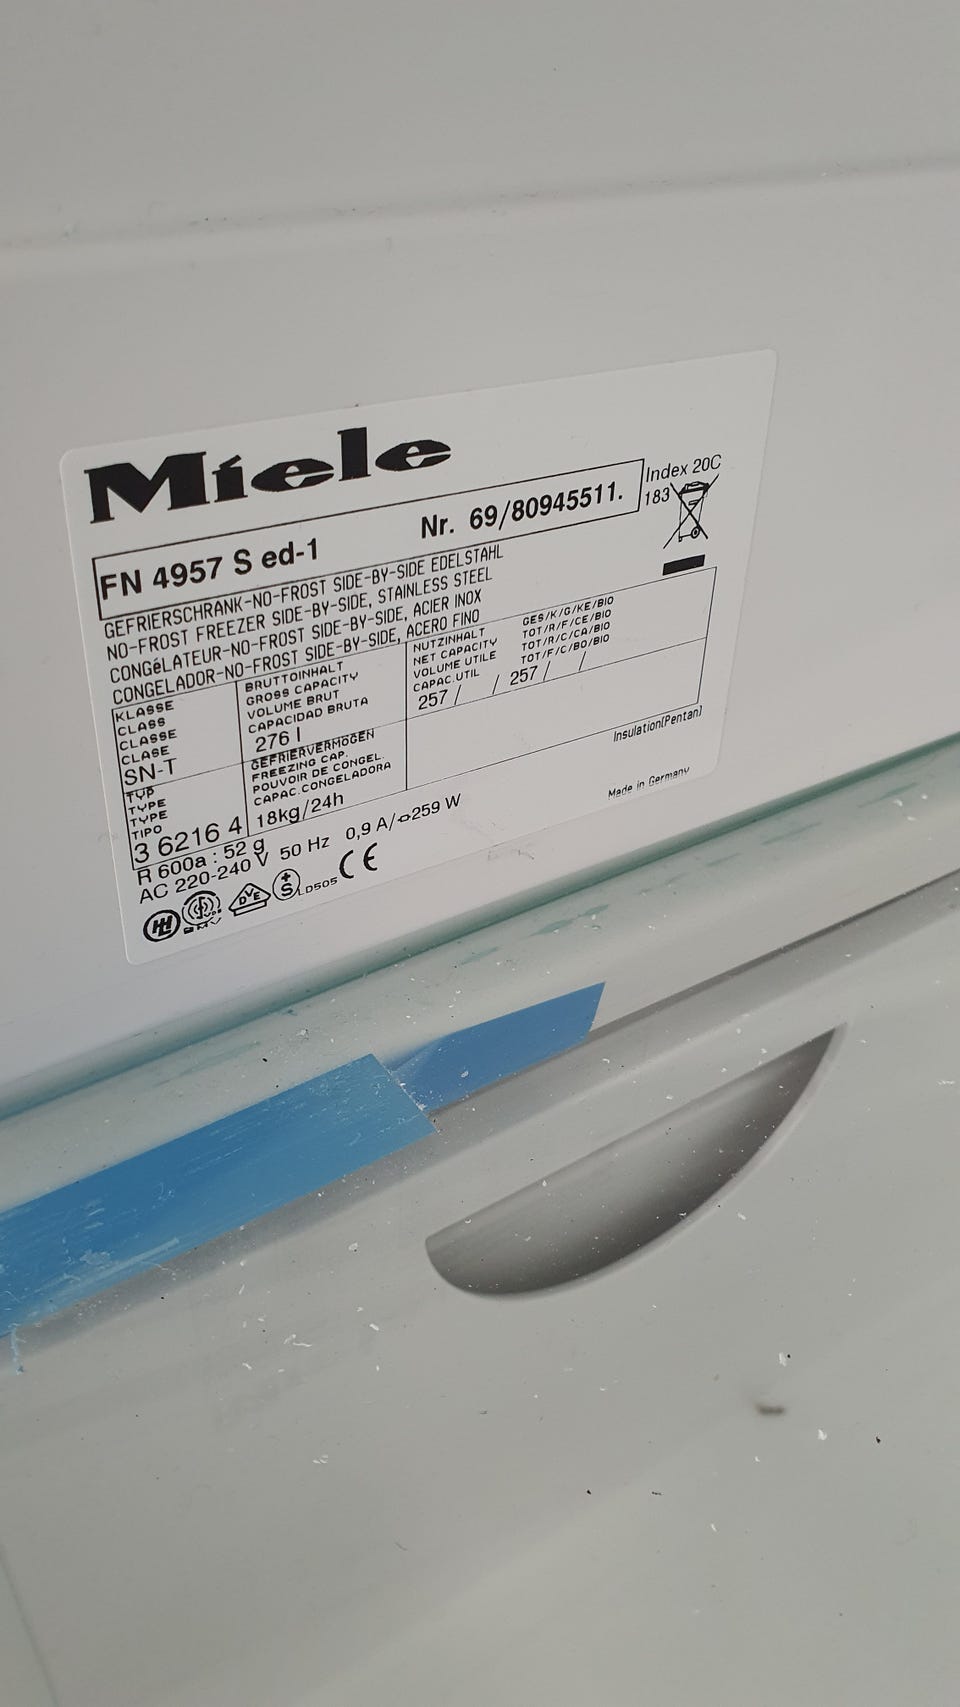 Miele
Index 20C
183
FN 4957 S ed-1 Nr. 69/80945511.
GEFRIERSCHRANK-NO-FROST SIDE-BY-SIDE EDELSTAHL
NO-FROST FREEZER SIDE-BY-SIDE, STAINLESS STEEL
CONGéLATEUR-NO-FROST SIDE-BY-SIDE, ACIER INOX
CONGELADOR-NO-FROST SIDE-BY-SIDE, ACERO FINO
KLASSE
CLASS
CLASSE
CLASE
SN-T
BRUTTOINHALT
GROSS CAPACITY
VOLUME BRUT
CAPACIDAD BRUTA
276 l
NUTZINHALT GES/K/G/KE/BIO
NET CAPACITY TOT/R/F/CE/BIO
VOLUME UTILE TOT/R/C/CA/BIO
CAPAC.UTIL TOT/F/C/BO/BIO
257 / / 257 / /
TYP
TYPE
TYPE
TIPO
3 6216 4
GEFRIERVERMÖGEN
FREEZING CAP.
POUVOIR DE CONGEL.
CAPAC.CONGELADORA
18kg/24h
Insulation(Pentan)
R 600a : 52 g
AC 220-240 V 50 Hz 0,9 A/259 W
Made in Germany
DVE
S
LD505
CE